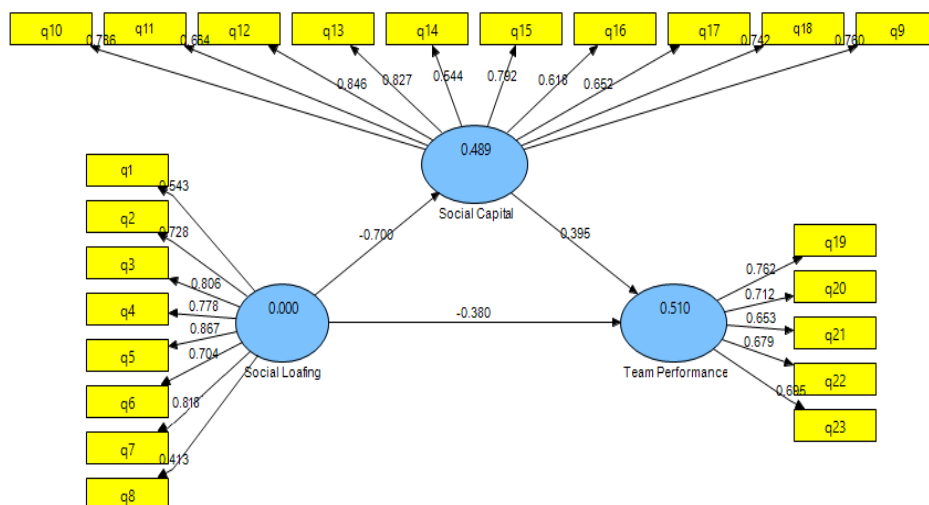 q10 q11 q12 q13 q14 q15 q16 q17 q18 q9
0.786 0.664 0.846 0.827 0.544 0.792 0.618 0.652 0.742 0.760
0.489
Social Capital
q1
0.543
q2
0.728
q3
0.806
q4
0.778
q5
0.867
q6
0.704
q7
0.818
q8
0.413
0.000
Social Loafing
-0.700
0.395
-0.380
0.510
Team Performance
q19
0.762
q20
0.712
q21
0.653
q22
0.679
q23
0.695